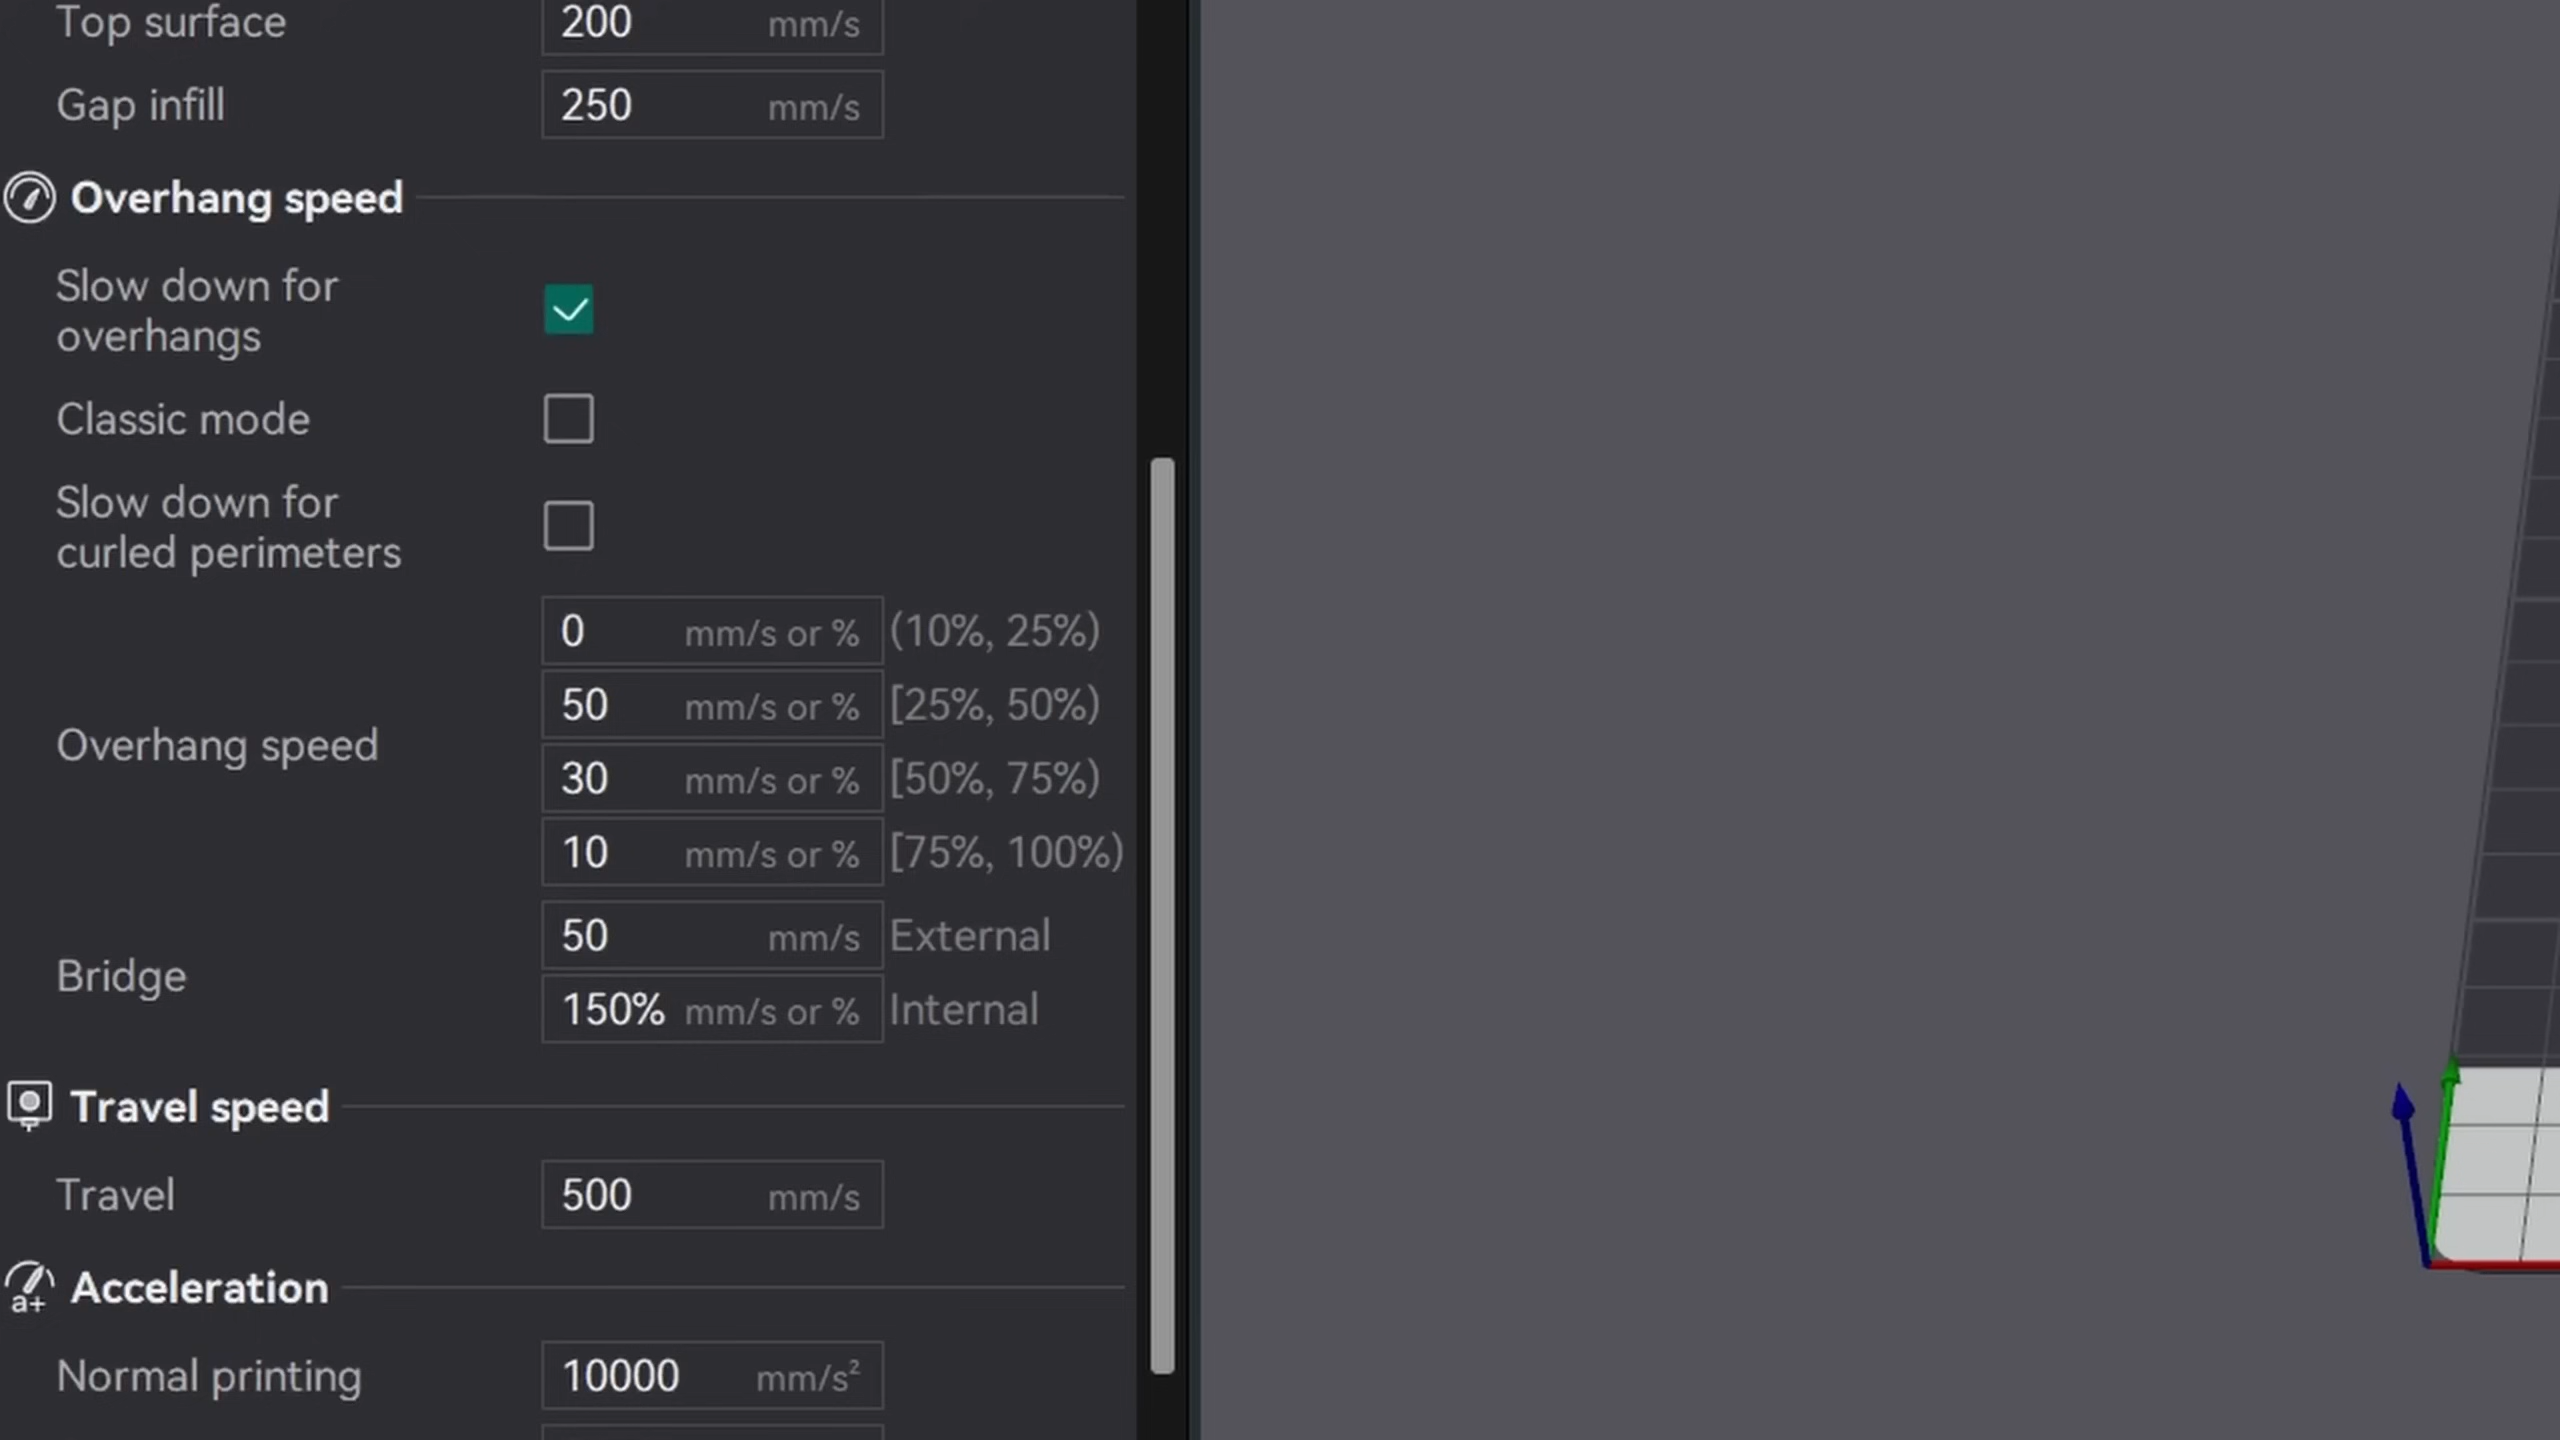 Top surface 200 mm/s
Gap infill 250 mm/s
Overhang speed
Slow down for
overhangs
Classic mode
Slow down for
curled perimeters
0 mm/s or % (10%, 25%)
50 mm/s or % [25%, 50%)
Overhang speed
30 mm/s or % [50%, 75%)
10 mm/s or % [75%, 100%)
50 mm/s External
Bridge
150% mm/s or % Internal
Travel speed
Travel 500 mm/s
a+ Acceleration
Normal printing 10000 mm/s²